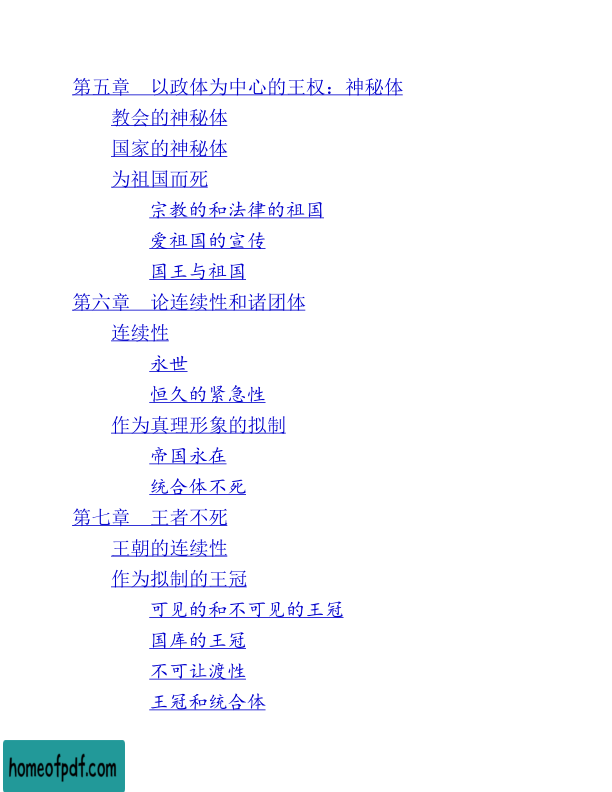 第五章　以政体为中心的王权：神秘体
教会的神秘体
国家的神秘体
为祖国而死
宗教的和法律的祖国
爱祖国的宣传
国王与祖国
第六章　论连续性和诸团体
连续性
永世
恒久的紧急性
作为真理形象的拟制
帝国永在
统合体不死
第七章　王者不死
王朝的连续性
作为拟制的王冠
可见的和不可见的王冠
国库的王冠
不可让渡性
王冠和统合体
homeofpdf.com